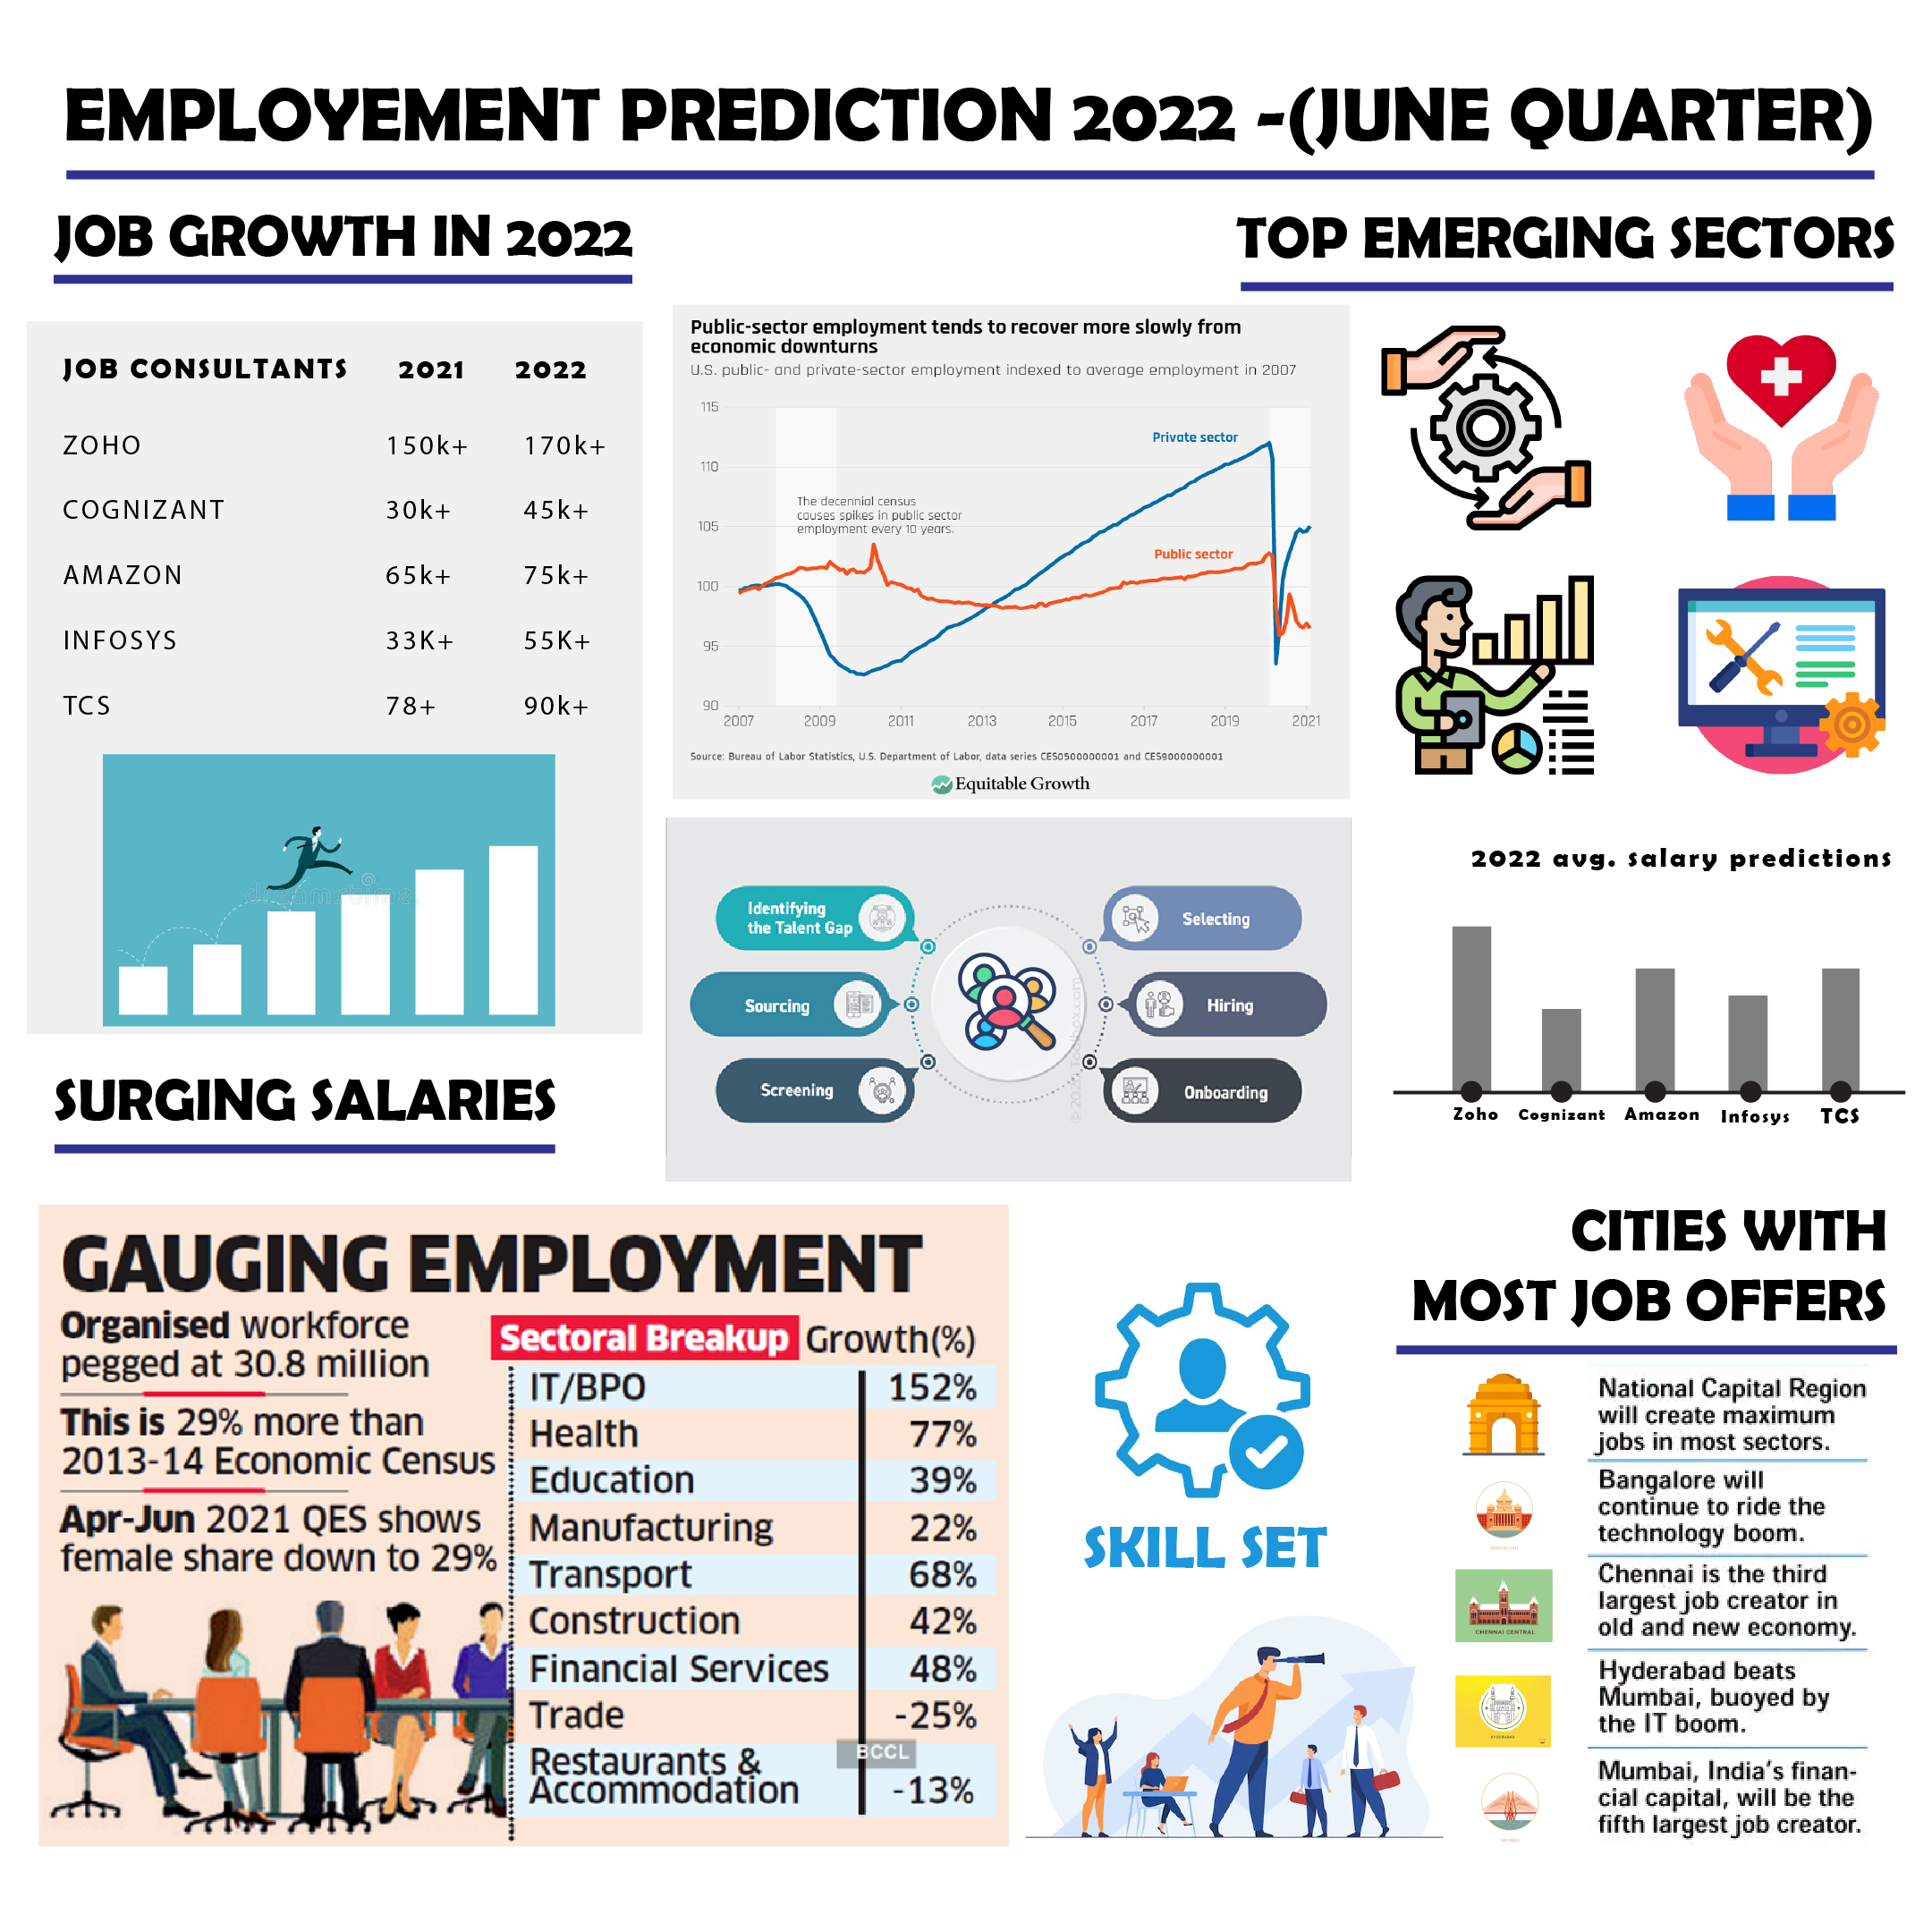 EMPLOYEMENT PREDICTION 2022 -(JUNE QUARTER)
JOB GROWTH IN 2022
TOP EMERGING SECTORS
JOB CONSULTANTS 2021 2022
ZOHO 150k+ 170k+
COGNIZANT 30k+ 45k+
AMAZON 65k+ 75k+
INFOSYS 33K+ 55K+
TCS 78+ 90k+
dreamstime.
Public-sector employment tends to recover more slowly from
economic downturns
U.S. public- and private-sector employment indexed to average employment in 2007
115
110
105
100
95
90
Private sector
The decennial census
causes spikes in public sector
employment every 10 years.
Public sector
2007 2009 2011 2013 2015 2017 2019 2021
Source: Bureau of Labor Statistics, U.S. Department of Labor, data series CES0500000001 and CES9000000001
Equitable Growth
Identifying
the Talent Gap
Sourcing
Screening
Selecting
Hiring
Onboarding
2022 avg. salary predictions
Zoho Cognizant Amazon Infosys TCS
SURGING SALARIES
GAUGING EMPLOYMENT
Organised workforce
pegged at 30.8 million
This is 29% more than
2013-14 Economic Census
Apr-Jun 2021 QES shows
female share down to 29%
Sectoral Breakup Growth(%)
IT/BPO 152%
Health 77%
Education 39%
Manufacturing 22%
Transport 68%
Construction 42%
Financial Services 48%
Trade -25%
Restaurants &
Accommodation -13%
BCCL
SKILL SET
CITIES WITH
MOST JOB OFFERS
National Capital Region
will create maximum
jobs in most sectors.
Bangalore will
continue to ride the
technology boom.
Chennai is the third
largest job creator in
old and new economy.
CHENNAI CENTRAL
Hyderabad beats
Mumbai, buoyed by
the IT boom.
HYDERABAD
Mumbai, India's finan-
cial capital, will be the
fifth largest job creator.
MUMBAI